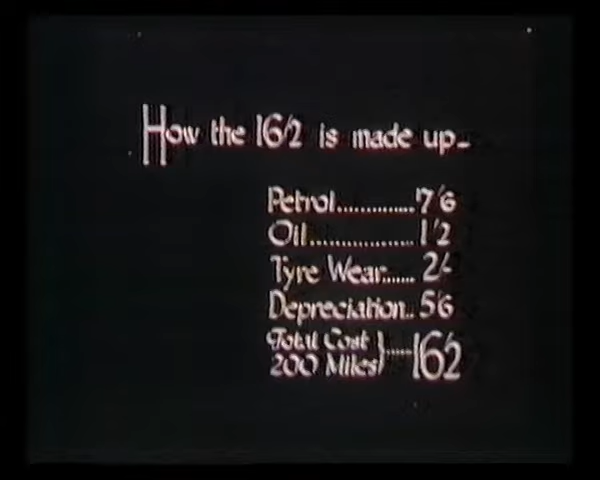 How the 16/2 is made up–
Petrol.............7/6
Oil................. 1/2
Tyre Wear...... 2/-
Depreciation.. 5/6
Total Cost
200 Miles } ..... 16/2